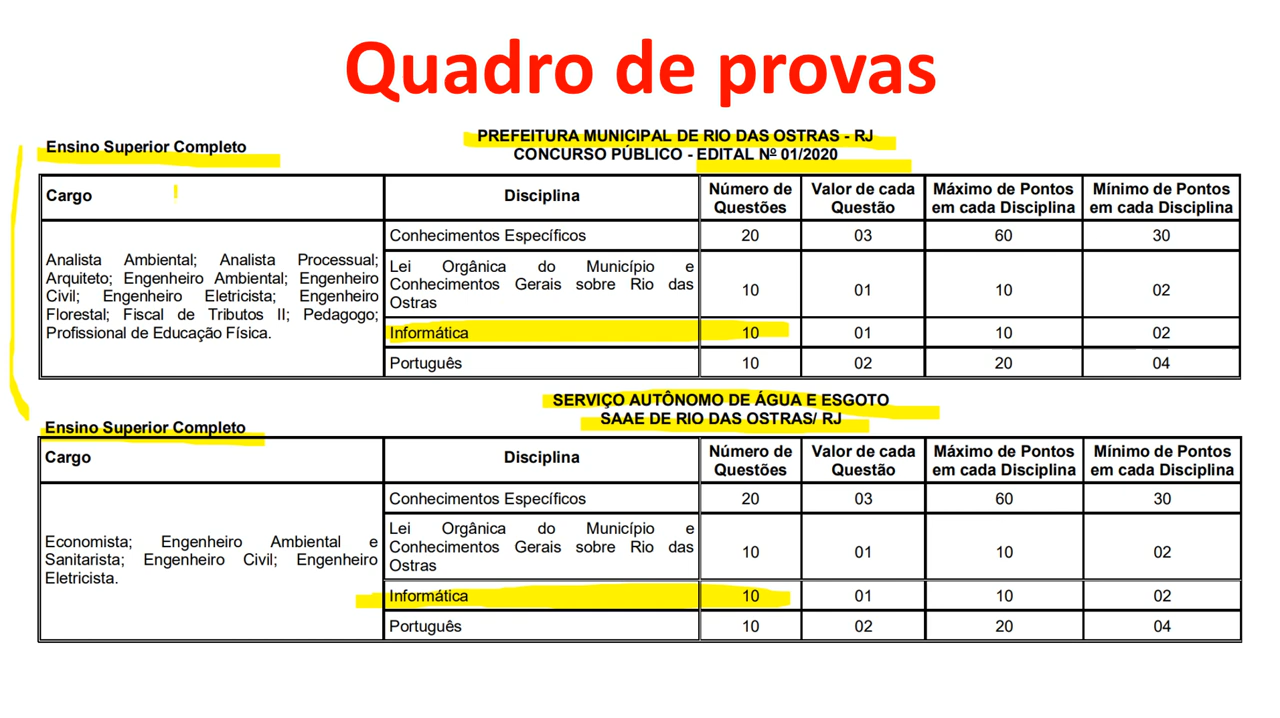 Quadro de provas
PREFEITURA MUNICIPAL DE RIO DAS OSTRAS - RJ
Ensino Superior Completo
CONCURSO PÚBLICO - EDITAL Nº 01/2020
Cargo
Disciplina
Número de
Questões
Valor de cada
Questão
Máximo de Pontos
em cada Disciplina
Mínimo de Pontos
em cada Disciplina
Analista Ambiental; Analista Processual;
Arquiteto; Engenheiro Ambiental; Engenheiro
Civil; Engenheiro Eletricista; Engenheiro
Florestal; Fiscal de Tributos II; Pedagogo;
Profissional de Educação Física.
Conhecimentos Específicos 20 03 60 30
Lei Orgânica do Município e
Conhecimentos Gerais sobre Rio das
Ostras
10 01 10 02
Informática 10 01 10 02
Português 10 02 20 04
SERVIÇO AUTÔNOMO DE ÁGUA E ESGOTO
SAAE DE RIO DAS OSTRAS/ RJ
Ensino Superior Completo
Cargo
Disciplina
Número de
Questões
Valor de cada
Questão
Máximo de Pontos
em cada Disciplina
Mínimo de Pontos
em cada Disciplina
Economista; Engenheiro Ambiental e
Sanitarista; Engenheiro Civil; Engenheiro
Eletricista.
Conhecimentos Específicos 20 03 60 30
Lei Orgânica do Município e
Conhecimentos Gerais sobre Rio das
Ostras
10 01 10 02
Informática 10 01 10 02
Português 10 02 20 04